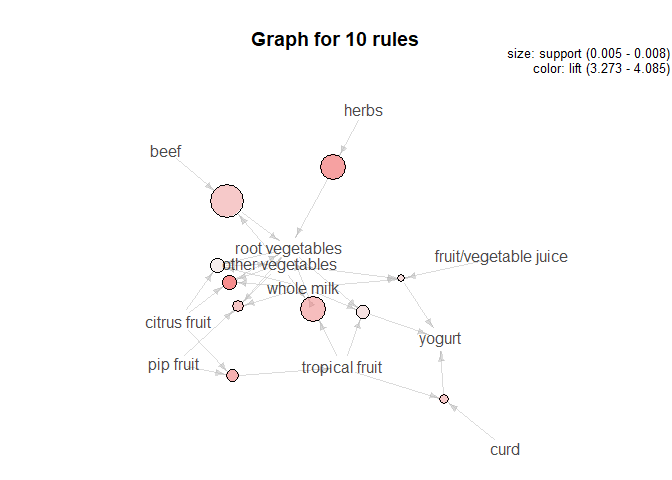 Graph for 10 rules
size: support (0.005 - 0.008)
color: lift (3.273 - 4.085)
herbs
beef
root vegetables
other vegetables
fruit/vegetable juice
whole milk
citrus fruit
yogurt
pip fruit
tropical fruit
curd